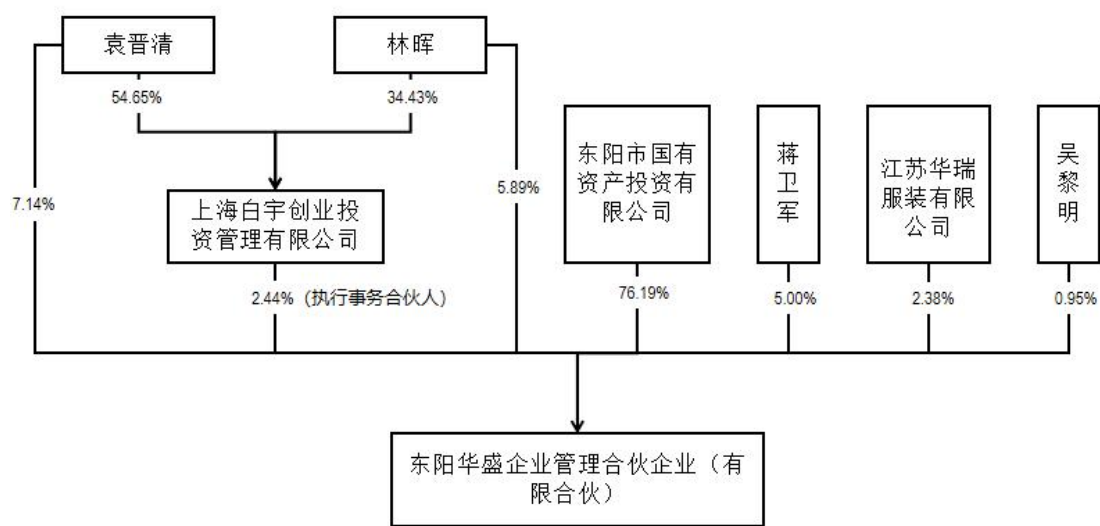 袁晋清
林晖
54.65%
34.43%
7.14%
5.89%
上海白宇创业投
资管理有限公司
东阳市国有
资产投资有
限公司
蒋
卫
军
江苏华瑞
服装有限
公司
吴
黎
明
2.44%（执行事务合伙人）
76.19%
5.00%
2.38%
0.95%
东阳华盛企业管理合伙企业（有
限合伙）